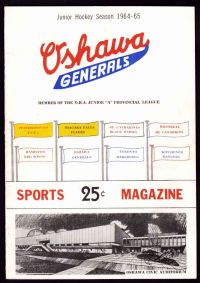 Junior Hockey Season 1964-65
Oshawa
GENERALS
MEMBER OF THE O.H.A. JUNIOR "A" PROVINCIAL LEAGUE
PETERBOROUGH
NIAGARA FALLS
FLYERS
ST. CATHARINES
BLACK HAWKS
MONTREAL
JR. CANADIENS
HAMILTON
RED WINGS
OSHAWA
GENERALS
TORONTO
MARLBOROS
KITCHENER
RANGERS
SPORTS 25¢ MAGAZINE
OSHAWA CIVIC AUDITORIUM